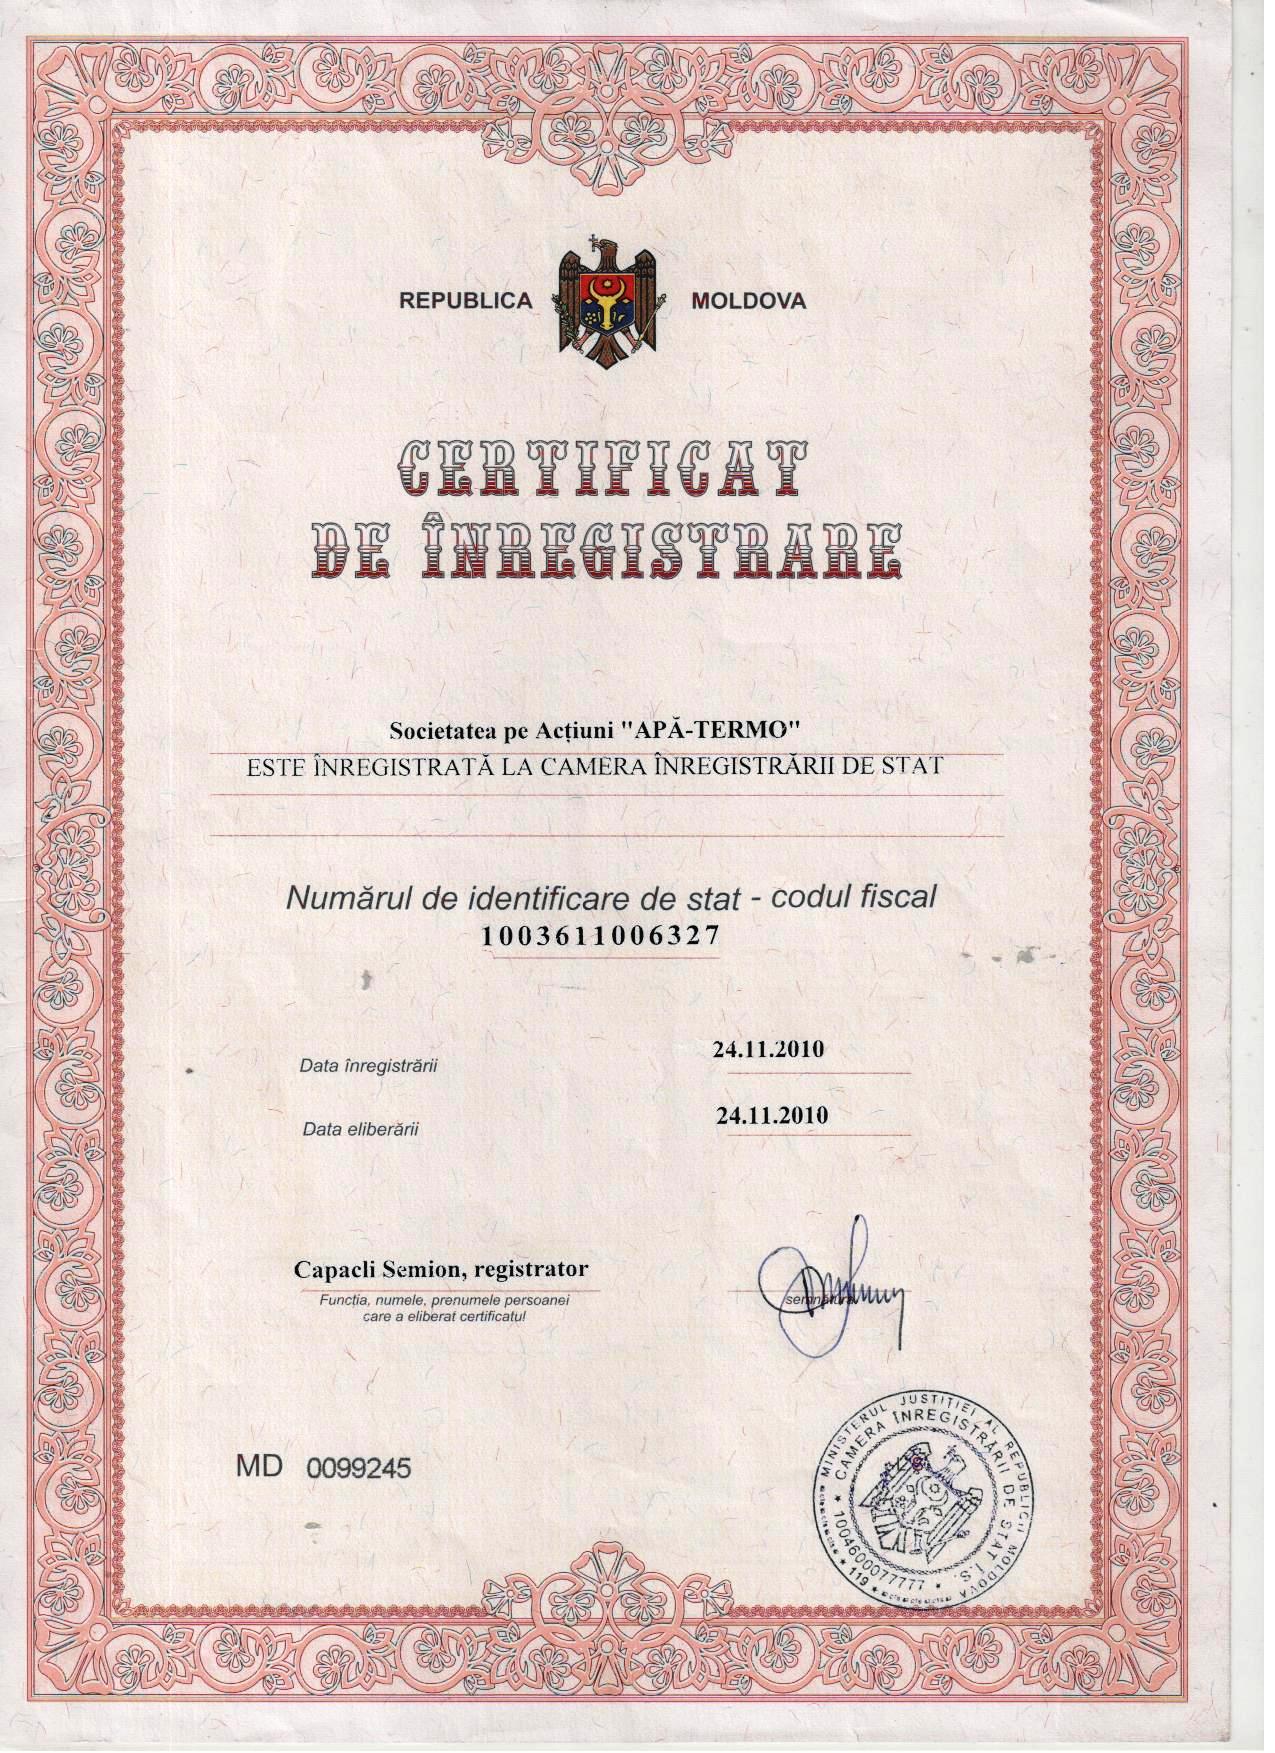 REPUBLICA MOLDOVA
CERTIFICAT
DE ÎNREGISTRARE
Societatea pe Acțiuni "APĂ-TERMO"
ESTE ÎNREGISTRATĂ LA CAMERA ÎNREGISTRĂRII DE STAT
Numărul de identificare de stat - codul fiscal
1003611006327
Data înregistrării 24.11.2010
Data eliberării 24.11.2010
Capacli Semion, registrator
Funcția, numele, prenumele persoanei
care a eliberat certificatul
semnătura
MD 0099245
MINISTERUL JUSTIȚIEI AL REPUBLICII MOLDOVA
CAMERA ÎNREGISTRĂRII DE STAT Î.S.
1004600077777
119